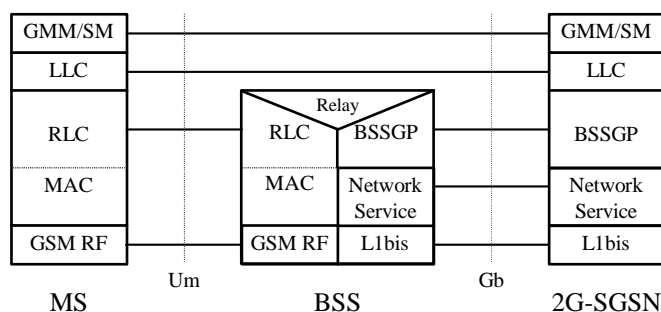 GMM/SM
GMM/SM
LLC
LLC
Relay
RLC
RLC
BSSGP
BSSGP
MAC
MAC
Network
Service
Network
Service
GSM RF
GSM RF
L1bis
L1bis
Um
Gb
MS
BSS
2G-SGSN